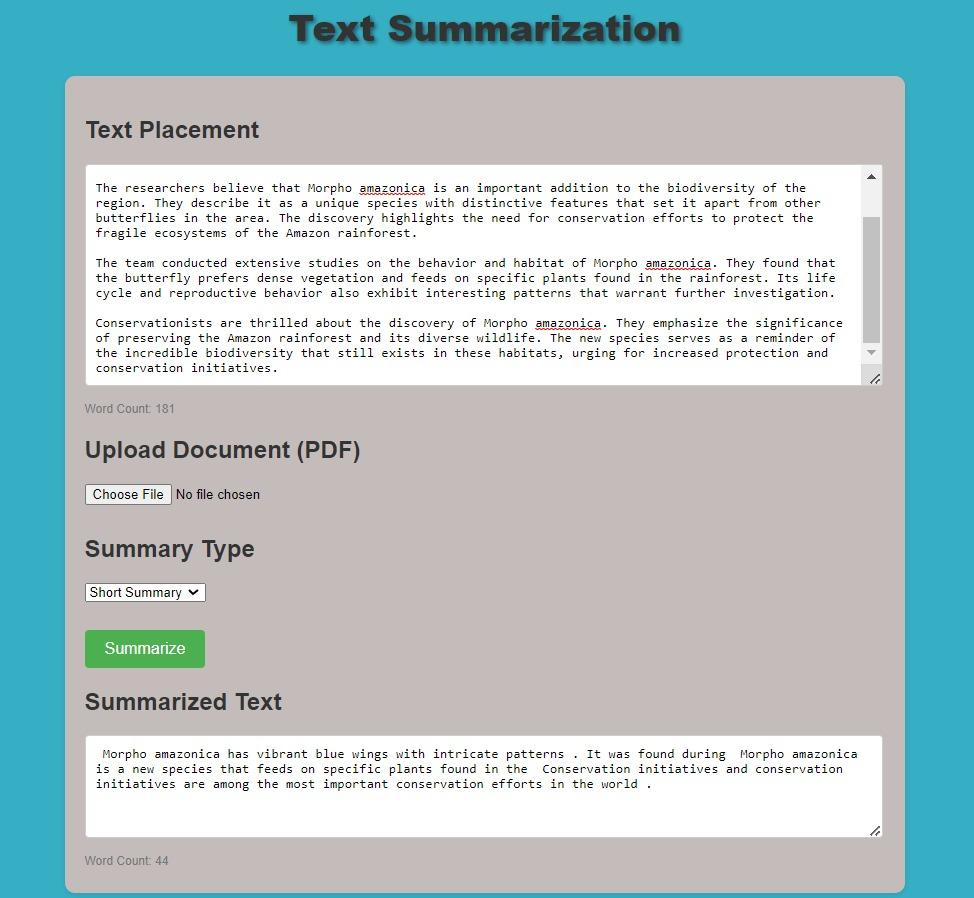 Text Summarization
Text Placement
The researchers believe that Morpho amazonica is an important addition to the biodiversity of the
region. They describe it as a unique species with distinctive features that set it apart from other
butterflies in the area. The discovery highlights the need for conservation efforts to protect the
fragile ecosystems of the Amazon rainforest.
The team conducted extensive studies on the behavior and habitat of Morpho amazonica. They found that
the butterfly prefers dense vegetation and feeds on specific plants found in the rainforest. Its life
cycle and reproductive behavior also exhibit interesting patterns that warrant further investigation.
Conservationists are thrilled about the discovery of Morpho amazonica. They emphasize the significance
of preserving the Amazon rainforest and its diverse wildlife. The new species serves as a reminder of
the incredible biodiversity that still exists in these habitats, urging for increased protection and
conservation initiatives.
Word Count: 181
Upload Document (PDF)
Choose File No file chosen
Summary Type
Short Summary
Summarize
Summarized Text
Morpho amazonica has vibrant blue wings with intricate patterns . It was found during  Morpho amazonica
is a new species that feeds on specific plants found in the  Conservation initiatives and conservation
initiatives are among the most important conservation efforts in the world .
Word Count: 44